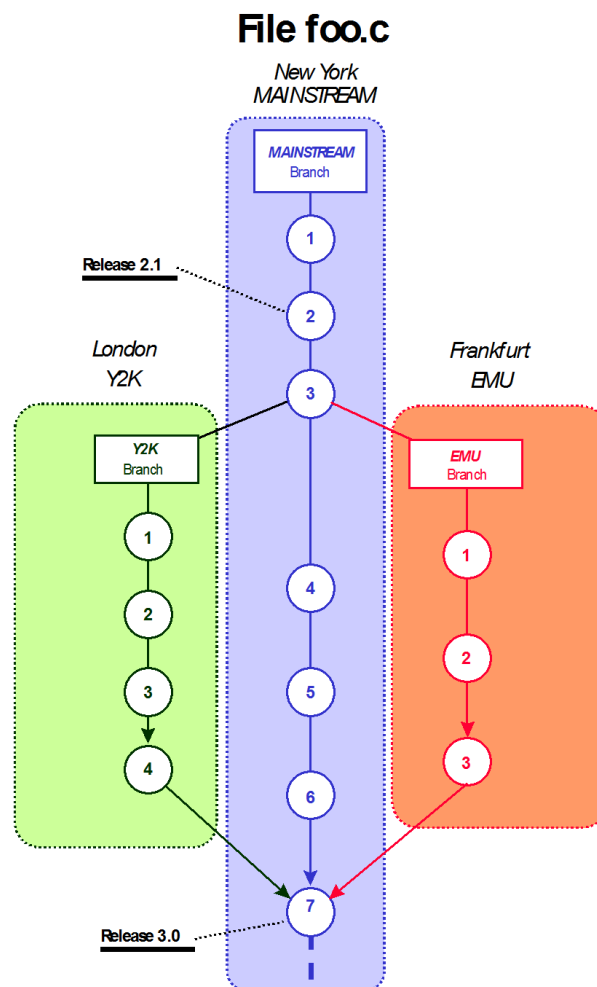 File foo.c
New York
MAINSTREAM
MAINSTREAM
Branch
1
Release 2.1
2
London
Y2K
Frankfurt
EMU
3
Y2K
Branch
EMU
Branch
1
1
4
2
2
3
5
3
4
6
7
Release 3.0